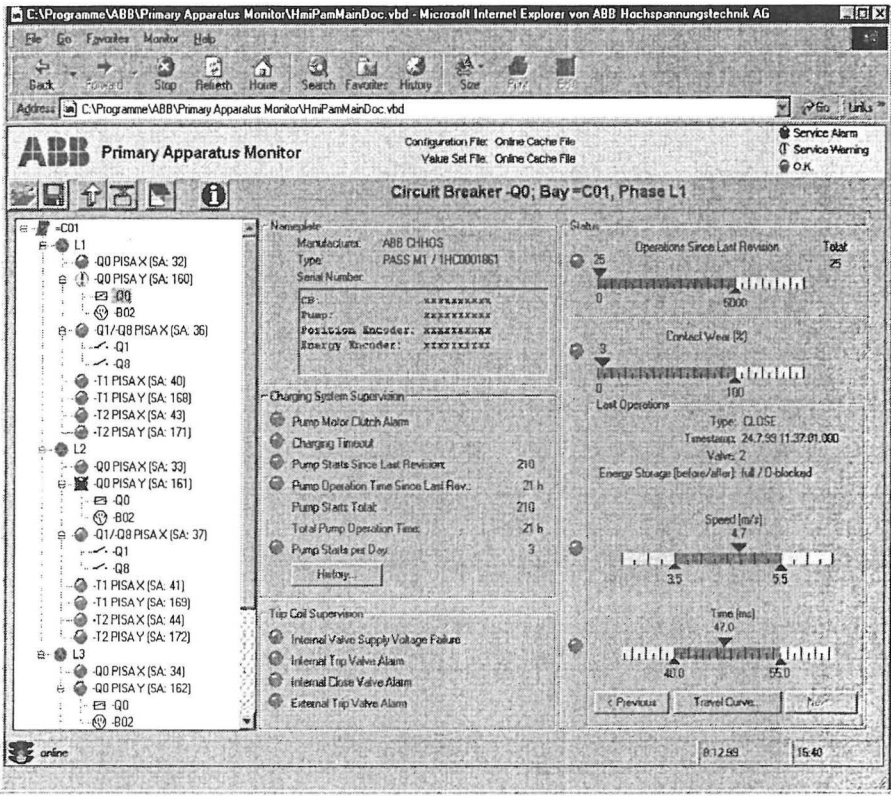 C:\Programme\ABB\Primary Apparatus Monitor\HmiPamMainDoc.vbd - Microsoft Internet Explorer von ABB Hochspannungstechnik AG
File Go Favorites Monitor Help
Back Forward Stop Refresh Home Search Favorites History Size Print Edit
Address C:\Programme\ABB\Primary Apparatus Monitor\HmiPamMainDoc.vbd Go Links
ABB Primary Apparatus Monitor
Configuration File: Online Cache File
Value Set File: Online Cache File
Service Alarm
Service Warning
O.K.
Circuit Breaker -Q0; Bay =C01, Phase L1
=C01
L1
-Q0 PISA X (SA: 32)
-Q0 PISA Y (SA: 160)
-Q0
-B02
-Q1/-Q8 PISA X (SA: 36)
-Q1
-Q8
-T1 PISA X (SA: 40)
-T1 PISA Y (SA: 168)
-T2 PISA X (SA: 43)
-T2 PISA Y (SA: 171)
L2
-Q0 PISA X (SA: 33)
-Q0 PISA Y (SA: 161)
-Q0
-B02
-Q1/-Q8 PISA X (SA: 37)
-Q1
-Q8
-T1 PISA X (SA: 41)
-T1 PISA Y (SA: 169)
-T2 PISA X (SA: 44)
-T2 PISA Y (SA: 172)
L3
-Q0 PISA X (SA: 34)
-Q0 PISA Y (SA: 162)
-Q0
-B02
Nameplate
Manufacturer: ABB CHHOS
Type: PASS M1 / 1HC0001861
Serial Number:
CB: xxxxxxxxxx
Pump: xxxxxxxxxx
Position Encoder: xxxxxxxxxx
Energy Encoder: xxxxxxxxxx
Charging System Supervision
Pump Motor Clutch Alarm
Charging Timeout
Pump Starts Since Last Revision: 210
Pump Operation Time Since Last Rev.: 21 h
Pump Starts Total: 210
Total Pump Operation Time: 21 h
Pump Starts per Day: 3
History...
Trip Coil Supervision
Internal Valve Supply Voltage Failure
Internal Trip Valve Alarm
Internal Close Valve Alarm
External Trip Valve Alarm
Status
Operations Since Last Revision Total:
25 25
0 6000
Contact Wear [%]
3
0 100
Last Operations
Type: CLOSE
Timestamp: 24.7.99 11.37.01.000
Valve: 2
Energy Storage (before/after): full / O-blocked
Speed [m/s]
4.7
3.5 5.5
Time [ms]
47.0
40.0 55.0
< Previous Travel Curve... Next >
online 8.12.99 16:40